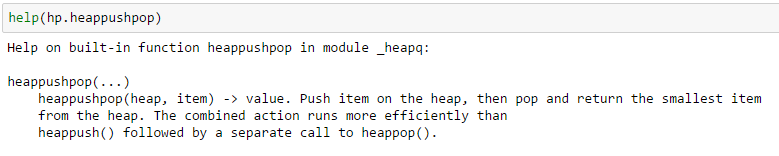 help(hp.heappushpop)
Help on built-in function heappushpop in module _heapq:
heappushpop(...)
heappushpop(heap, item) -> value. Push item on the heap, then pop and return the smallest item
from the heap. The combined action runs more efficiently than
heappush() followed by a separate call to heappop().